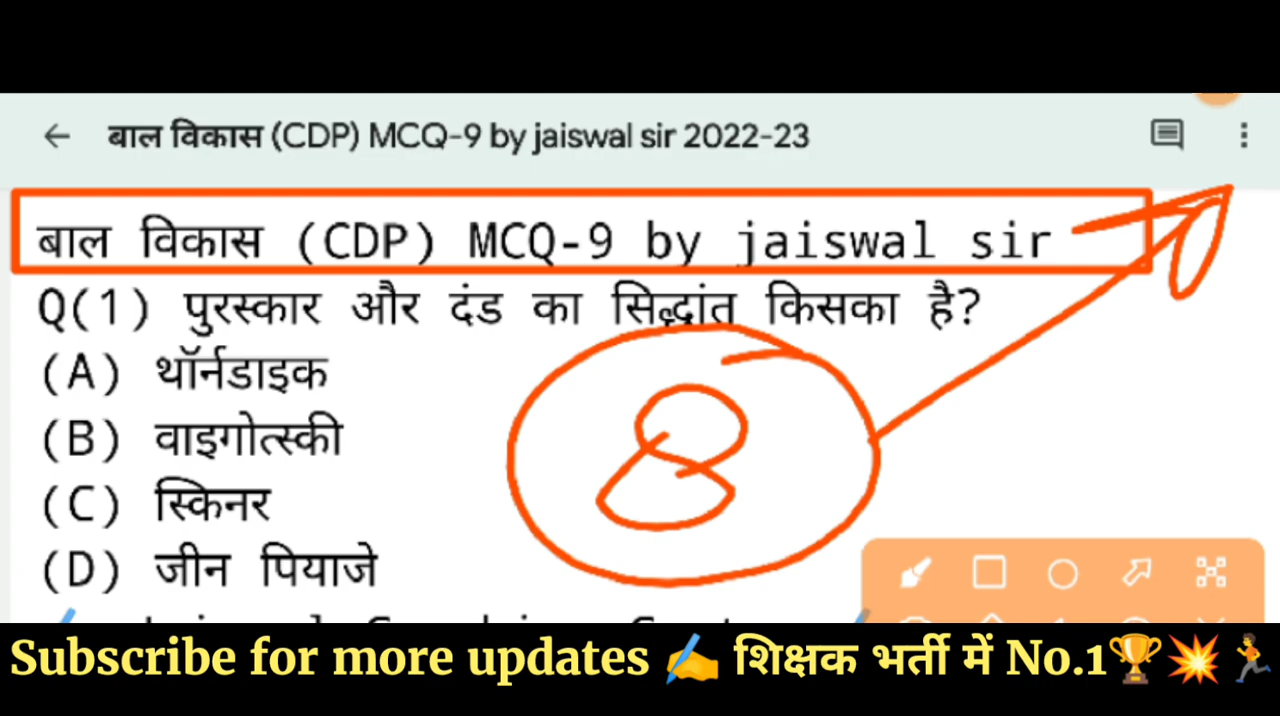 बाल विकास (CDP) MCQ-9 by jaiswal sir 2022-23
बाल विकास (CDP) MCQ-9 by jaiswal sir
Q(1) पुरस्कार और दंड का सिद्धांत किसका है?
(A) थॉर्नडाइक
(B) वाइगोत्स्की
8
(C) स्किनर
(D) जीन पियाजे
Subscribe for more updates ✍️ शिक्षक भर्ती में No.1🏆💥🏃